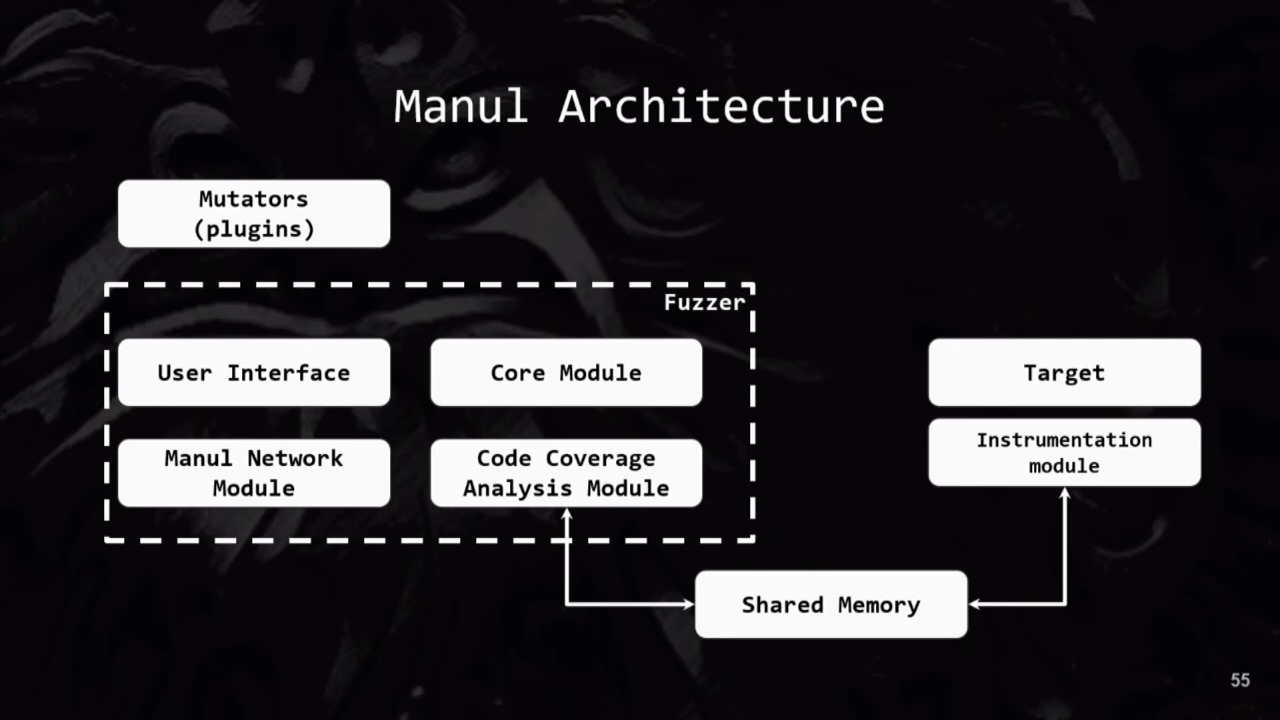 Manul Architecture
Mutators
(plugins)
Fuzzer
User Interface
Core Module
Target
Manul Network
Module
Code Coverage
Analysis Module
Instrumentation
module
Shared Memory
55